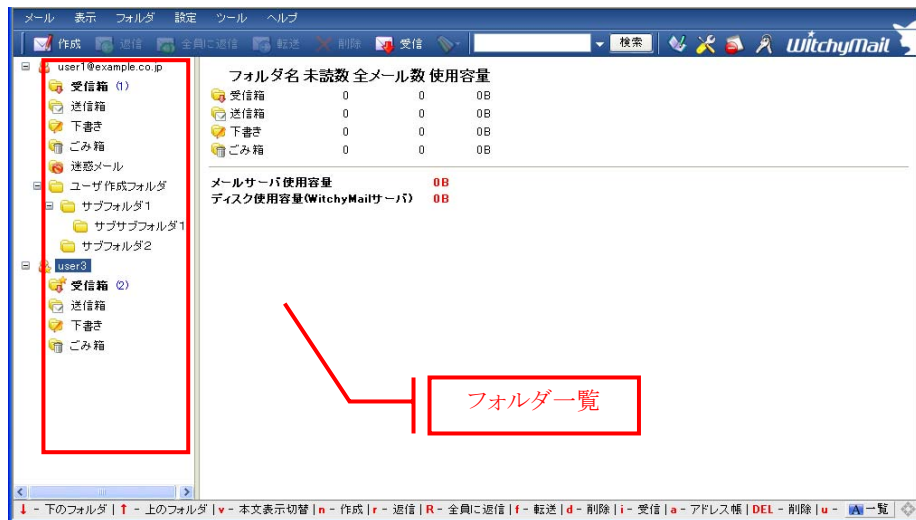 メール 表示 フォルダ 設定 ツール ヘルプ
作成 返信 全員に返信 転送 削除 受信 検索 WitchyMail
user1@example.co.jp
受信箱 (1)
送信箱
下書き
ごみ箱
迷惑メール
ユーザ作成フォルダ
サブフォルダ1
サブサブフォルダ1
サブフォルダ2
user3
受信箱 (2)
送信箱
下書き
ごみ箱
フォルダ名 未読数 全メール数 使用容量
受信箱 0 0 0B
送信箱 0 0 0B
下書き 0 0 0B
ごみ箱 0 0 0B
メールサーバ使用容量 0B
ディスク使用容量(WitchyMailサーバ) 0B
フォルダ一覧
↓ - 下のフォルダ | ↑ - 上のフォルダ | v - 本文表示切替 | n - 作成 | r - 返信 | R - 全員に返信 | f - 転送 | d - 削除 | i - 受信 | a - アドレス帳 | DEL - 削除 | u - A 一覧